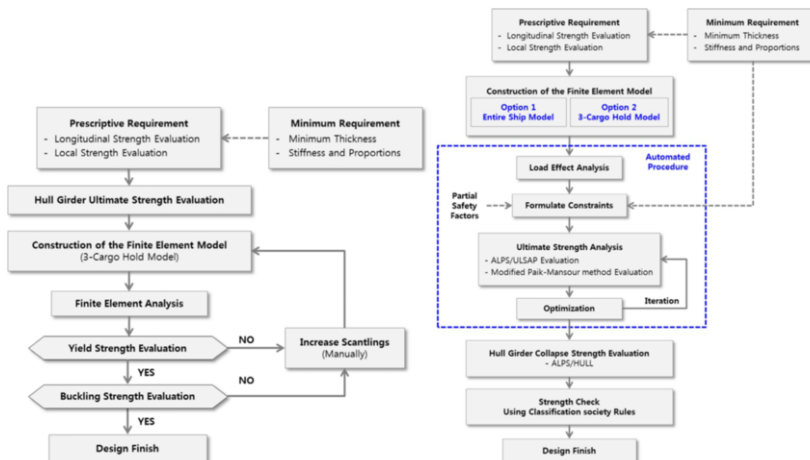 Prescriptive Requirement
- Longitudinal Strength Evaluation
- Local Strength Evaluation
Minimum Requirement
- Minimum Thickness
- Stiffness and Proportions
Hull Girder Ultimate Strength Evaluation
Construction of the Finite Element Model
(3-Cargo Hold Model)
Finite Element Analysis
Yield Strength Evaluation
NO
Increase Scantlings
(Manually)
YES
Buckling Strength Evaluation
NO
YES
Design Finish
Prescriptive Requirement
- Longitudinal Strength Evaluation
- Local Strength Evaluation
Minimum Requirement
- Minimum Thickness
- Stiffness and Proportions
Construction of the Finite Element Model
Option 1
Entire Ship Model
Option 2
3-Cargo Hold Model
Automated
Procedure
Load Effect Analysis
Partial
Safety
Factors
Formulate Constraints
Ultimate Strength Analysis
- ALPS/ULSAP Evaluation
- Modified Paik-Mansour method Evaluation
Iteration
Optimization
Hull Girder Collapse Strength Evaluation
- ALPS/HULL
Strength Check
Using Classification society Rules
Design Finish